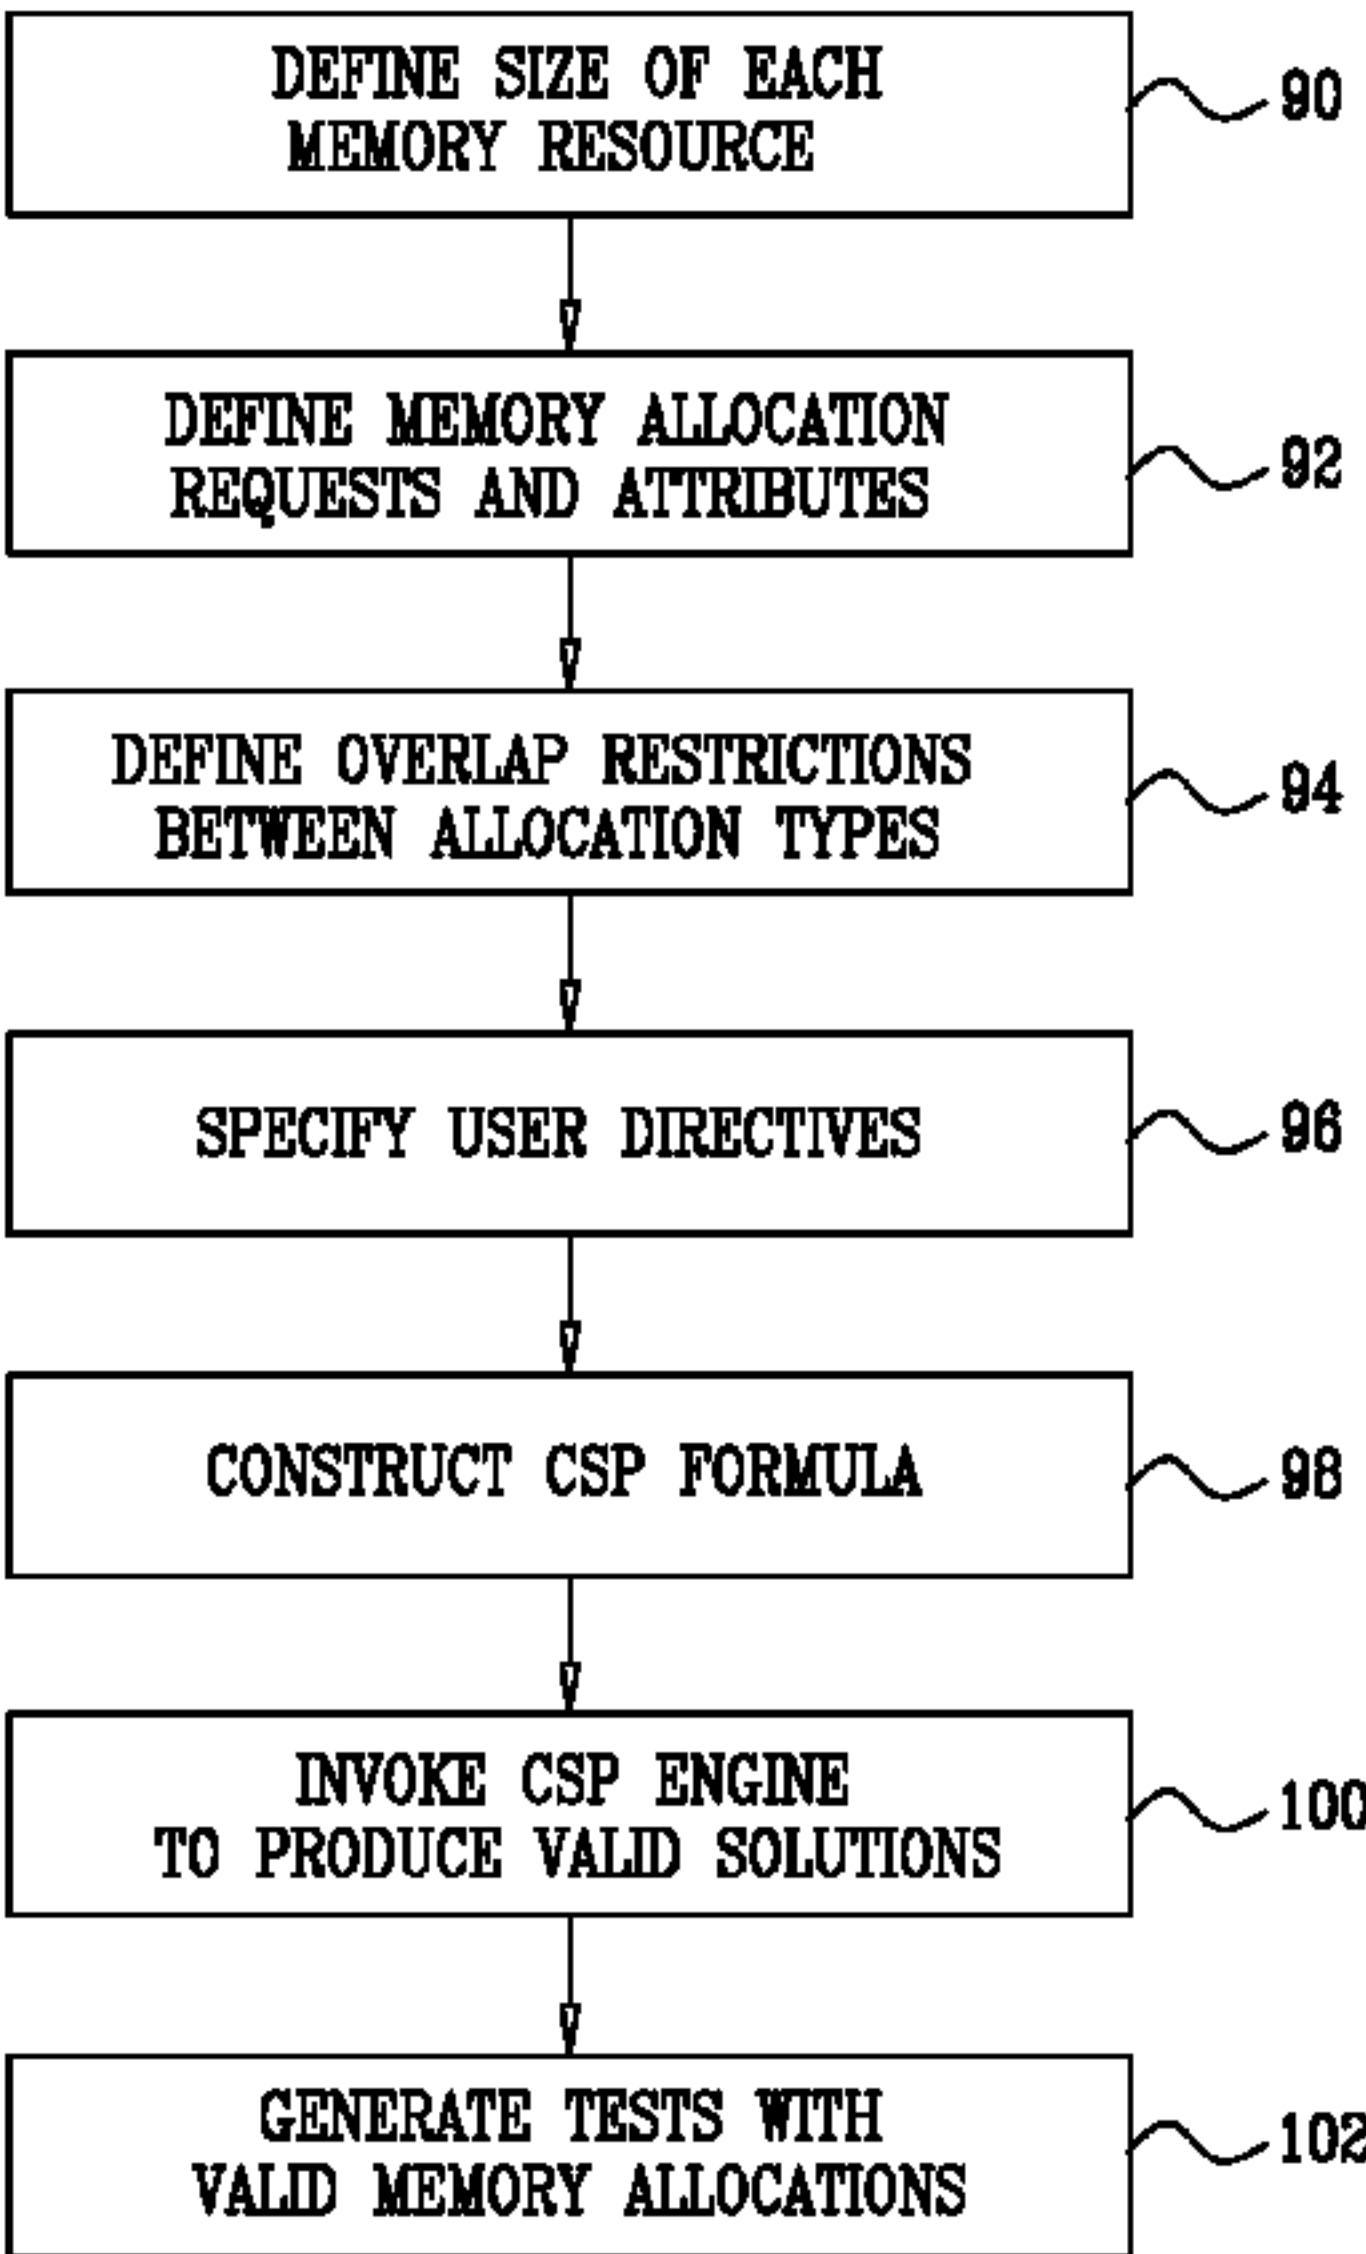 DEFINE SIZE OF EACH
MEMORY RESOURCE
90
DEFINE MEMORY ALLOCATION
REQUESTS AND ATTRIBUTES
92
DEFINE OVERLAP RESTRICTIONS
BETWEEN ALLOCATION TYPES
94
SPECIFY USER DIRECTIVES
96
CONSTRUCT CSP FORMULA
98
INVOKE CSP ENGINE
TO PRODUCE VALID SOLUTIONS
100
GENERATE TESTS WITH
VALID MEMORY ALLOCATIONS
102